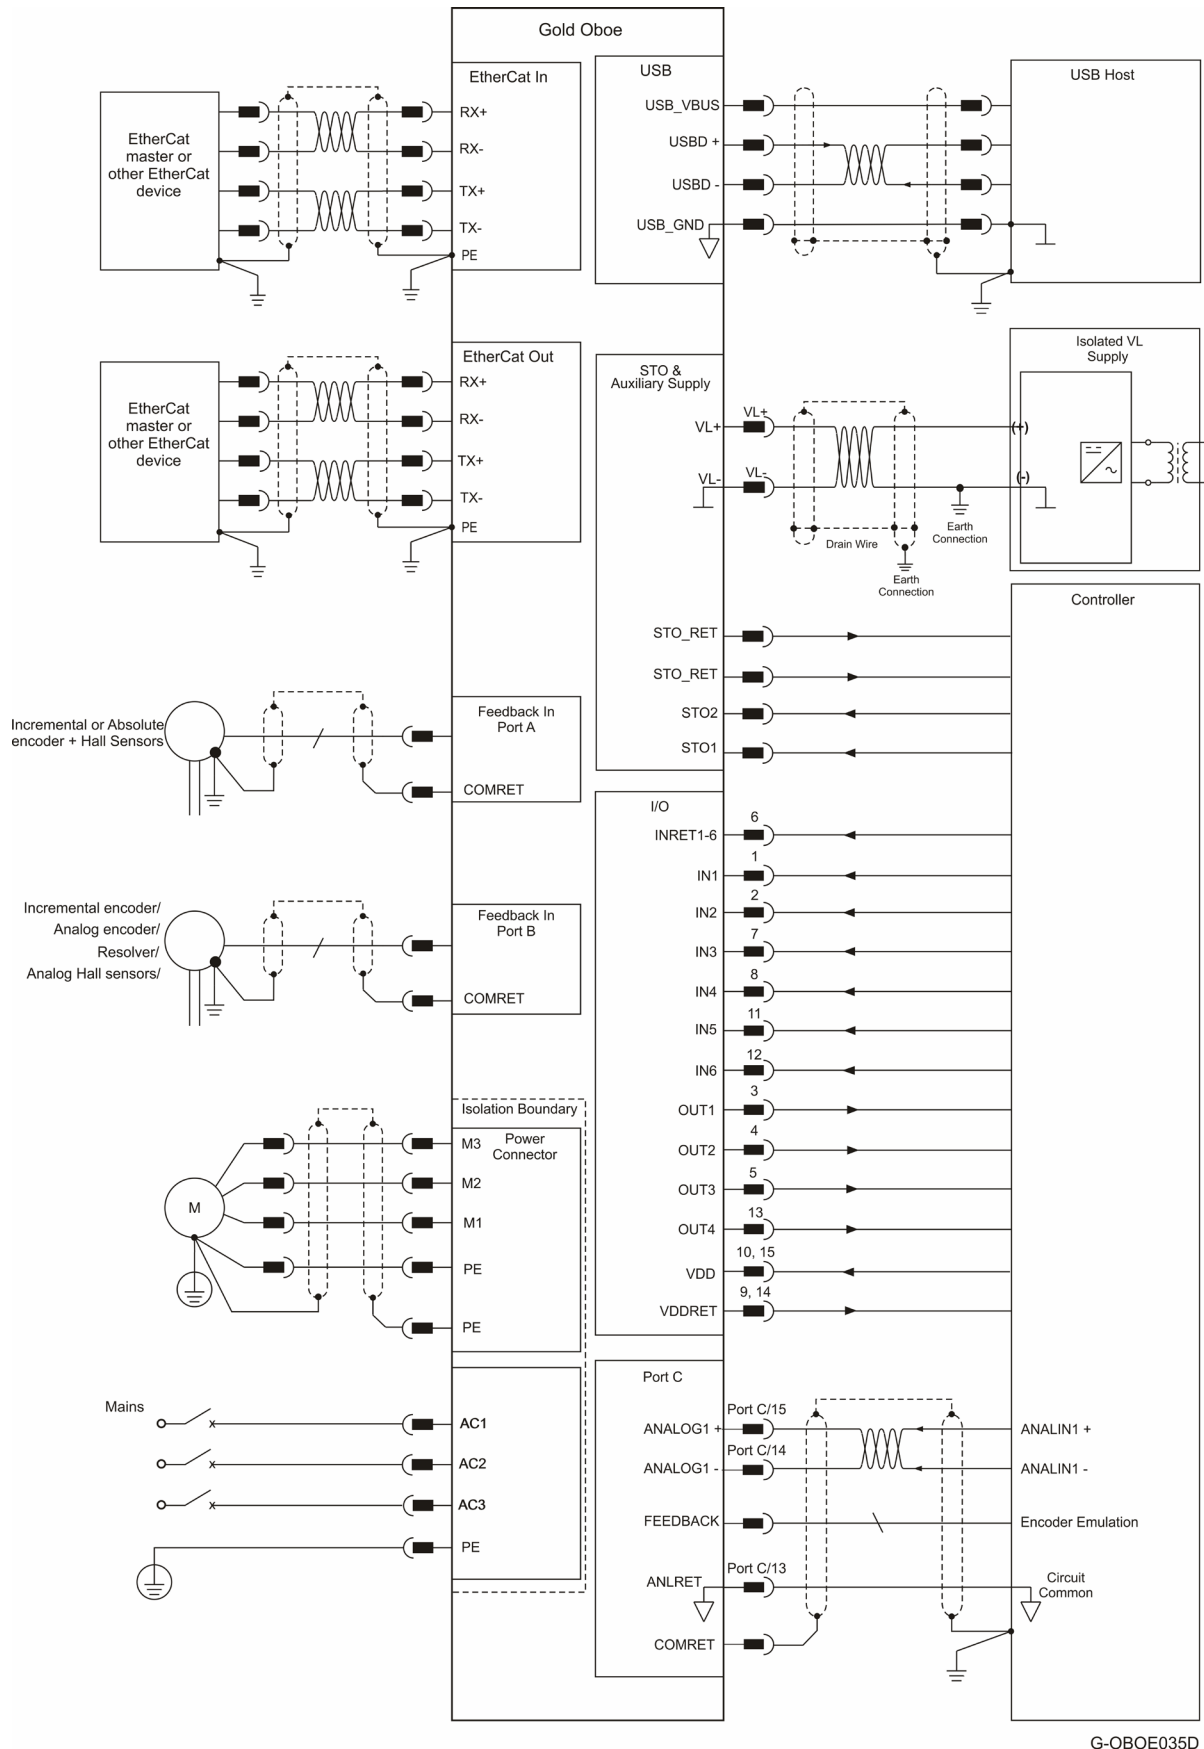 Gold Oboe
EtherCat In
EtherCat
master or
other EtherCat
device
RX+
RX-
TX+
TX-
PE
EtherCat Out
EtherCat
master or
other EtherCat
device
RX+
RX-
TX+
TX-
PE
Incremental or Absolute
encoder + Hall Sensors
Feedback In
Port A
COMRET
Incremental encoder/
Analog encoder/
Resolver/
Analog Hall sensors/
Feedback In
Port B
COMRET
Isolation Boundary
Power
Connector
M
M3
M2
M1
PE
PE
Mains
AC1
AC2
AC3
PE
USB
USB_VBUS
USBD +
USBD -
USB_GND
USB Host
STO &
Auxiliary Supply
VL+
VL+
VL-
VL-
Drain Wire
Earth
Connection
Earth
Connection
Isolated VL
Supply
(+)
(-)
Controller
STO_RET
STO_RET
STO2
STO1
I/O
INRET1-6
6
IN1
1
IN2
2
IN3
7
IN4
8
IN5
11
IN6
12
OUT1
3
OUT2
4
OUT3
5
OUT4
13
VDD
10, 15
VDDRET
9, 14
Port C
ANALOG1 +
Port C/15
ANALIN1 +
ANALOG1 -
Port C/14
ANALIN1 -
FEEDBACK
Encoder Emulation
ANLRET
Port C/13
Circuit
Common
COMRET
G-OBOE035D